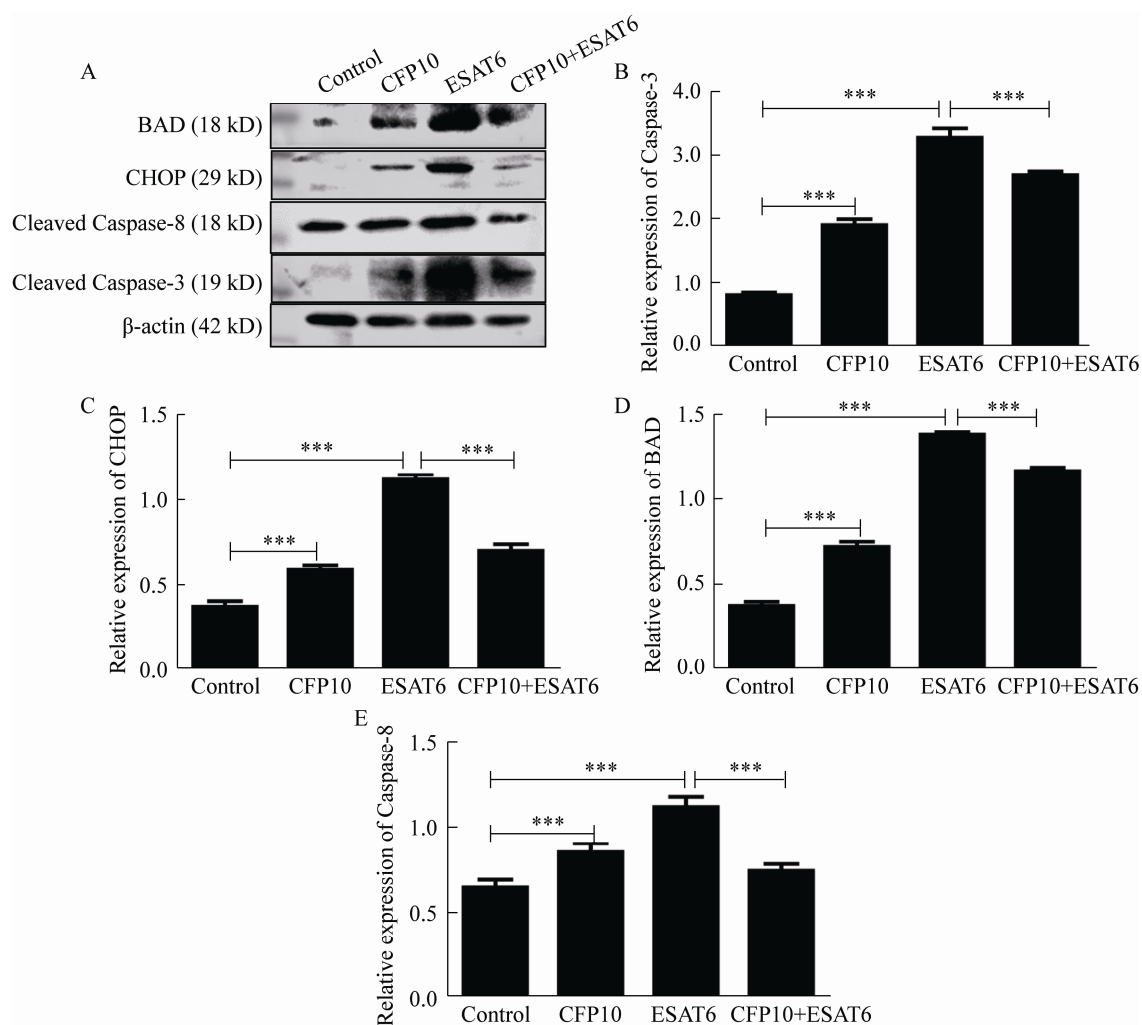 A
Control
CFP10
ESAT6
CFP10+ESAT6
BAD (18 kD)
CHOP (29 kD)
Cleaved Caspase-8 (18 kD)
Cleaved Caspase-3 (19 kD)
β-actin (42 kD)
B
Relative expression of Caspase-3
4.0
3.0
2.0
1.0
0.0
***
***
***
Control CFP10 ESAT6 CFP10+ESAT6
C
Relative expression of CHOP
1.5
1.0
0.5
0.0
***
***
***
Control CFP10 ESAT6 CFP10+ESAT6
D
Relative expression of BAD
1.5
1.0
0.5
0.0
***
***
***
Control CFP10 ESAT6 CFP10+ESAT6
E
Relative expression of Caspase-8
1.5
1.0
0.5
0.0
***
***
***
Control CFP10 ESAT6 CFP10+ESAT6